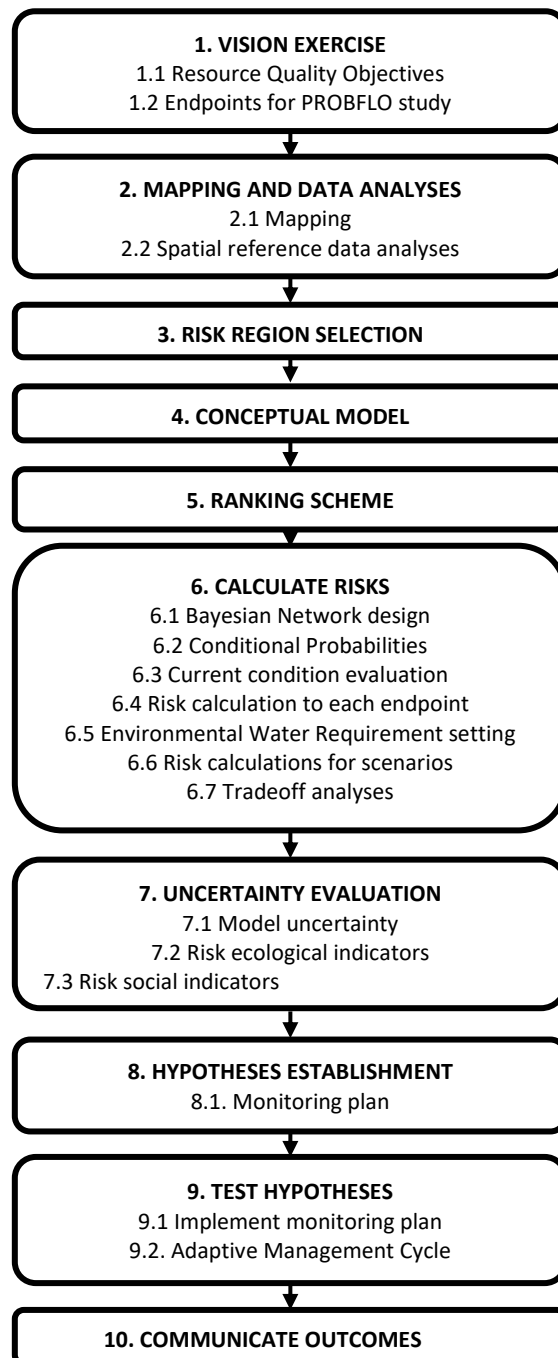 1. VISION EXERCISE
1.1 Resource Quality Objectives
1.2 Endpoints for PROBFLO study
2. MAPPING AND DATA ANALYSES
2.1 Mapping
2.2 Spatial reference data analyses
3. RISK REGION SELECTION
4. CONCEPTUAL MODEL
5. RANKING SCHEME
6. CALCULATE RISKS
6.1 Bayesian Network design
6.2 Conditional Probabilities
6.3 Current condition evaluation
6.4 Risk calculation to each endpoint
6.5 Environmental Water Requirement setting
6.6 Risk calculations for scenarios
6.7 Tradeoff analyses
7. UNCERTAINTY EVALUATION
7.1 Model uncertainty
7.2 Risk ecological indicators
7.3 Risk social indicators
8. HYPOTHESES ESTABLISHMENT
8.1. Monitoring plan
9. TEST HYPOTHESES
9.1 Implement monitoring plan
9.2. Adaptive Management Cycle
10. COMMUNICATE OUTCOMES